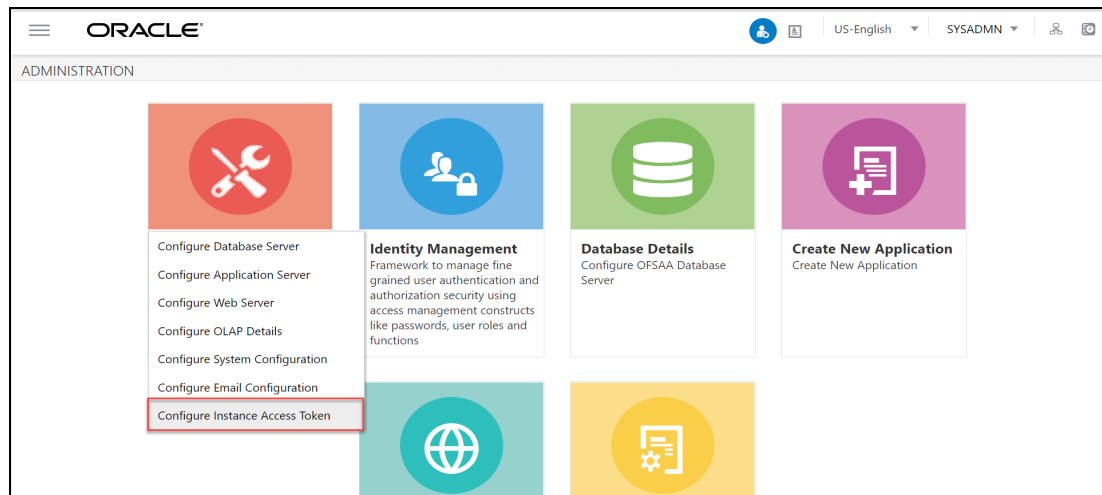 ORACLE
US-English
SYSADMN
ADMINISTRATION
Configure Database Server
Configure Application Server
Configure Web Server
Configure OLAP Details
Configure System Configuration
Configure Email Configuration
Configure Instance Access Token
Identity Management
Framework to manage fine
grained user authentication and
authorization security using
access management constructs
like passwords, user roles and
functions
Database Details
Configure OFSAA Database
Server
Create New Application
Create New Application